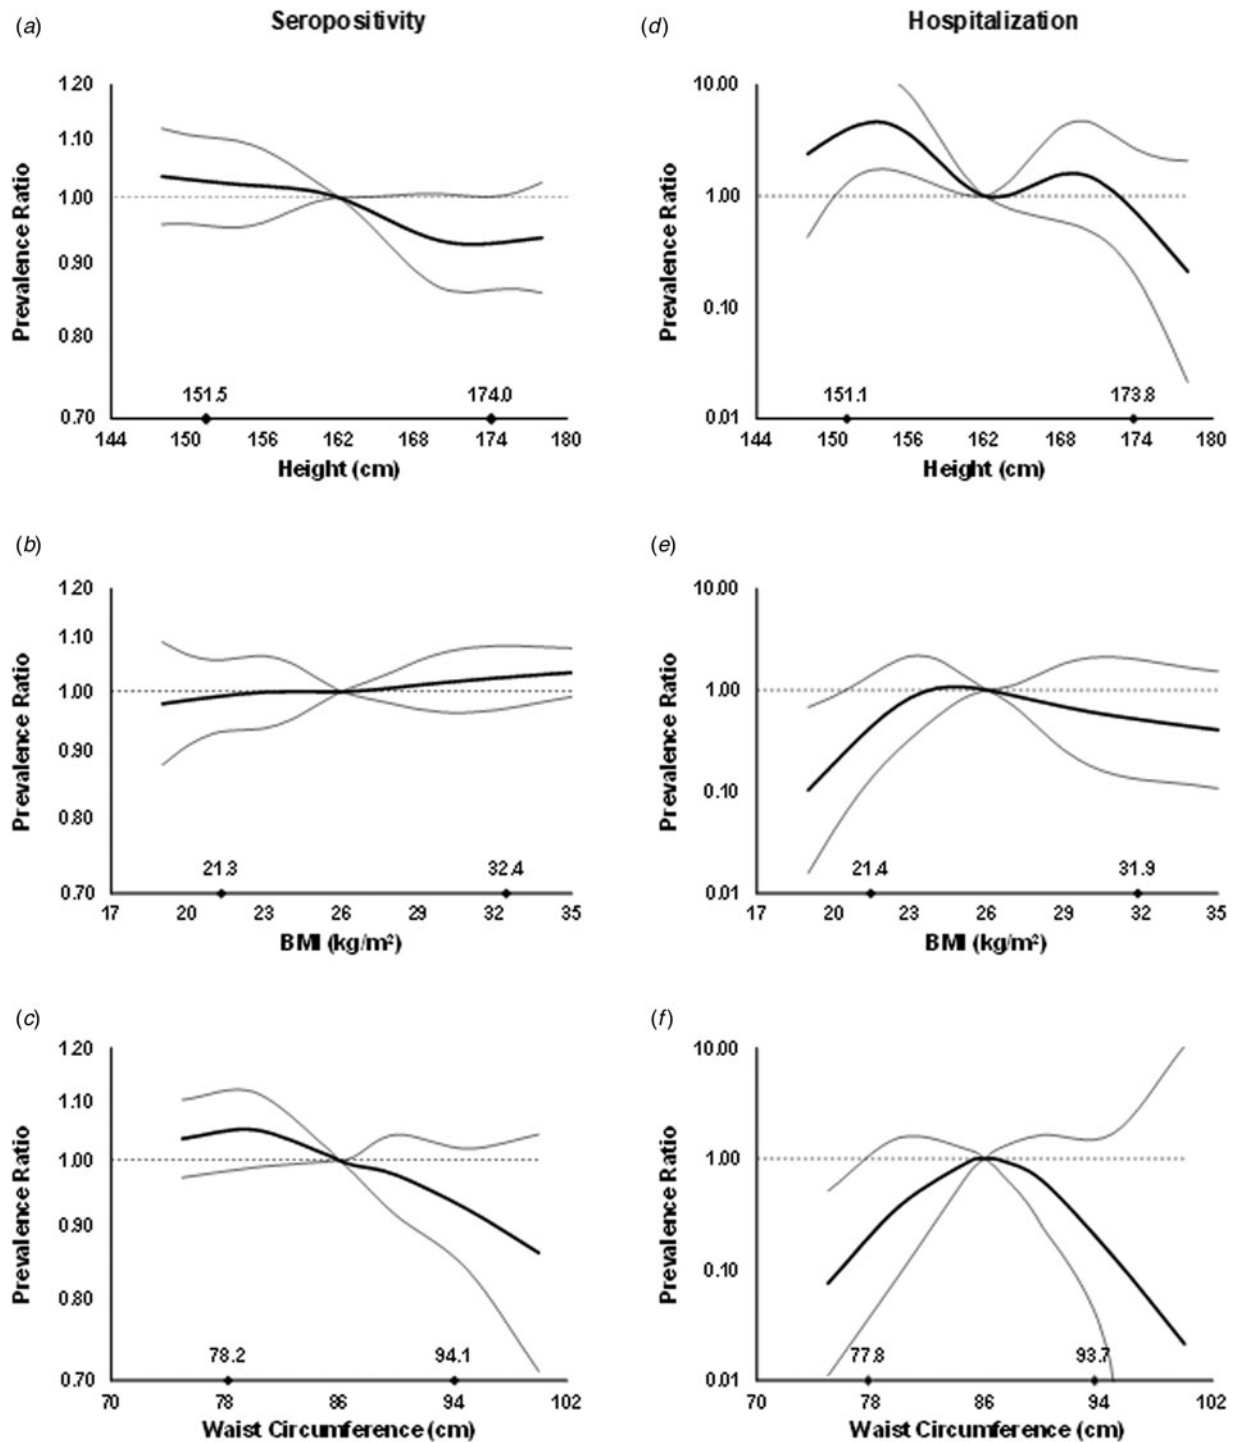 (a)
Seropositivity
1.20
1.10
1.00
0.90
0.80
0.70
Prevalence Ratio
151.5
174.0
144 150 156 162 168 174 180
Height (cm)
(d)
Hospitalization
10.00
1.00
0.10
0.01
Prevalence Ratio
151.1
173.8
144 150 156 162 168 174 180
Height (cm)
(b)
1.20
1.10
1.00
0.90
0.80
0.70
Prevalence Ratio
21.3
32.4
17 20 23 26 29 32 35
BMI (kg/m²)
(e)
10.00
1.00
0.10
0.01
Prevalence Ratio
21.4
31.9
17 20 23 26 29 32 35
BMI (kg/m²)
(c)
1.20
1.10
1.00
0.90
0.80
0.70
Prevalence Ratio
78.2
94.1
70 78 86 94 102
Waist Circumference (cm)
(f)
10.00
1.00
0.10
0.01
Prevalence Ratio
77.8
93.7
70 78 86 94 102
Waist Circumference (cm)